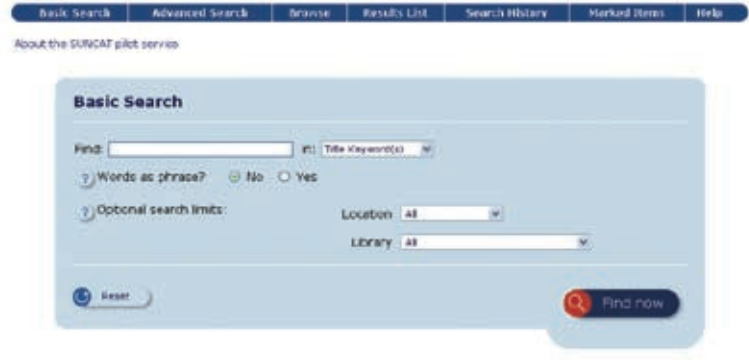 Basic Search Advanced Search Browse Results List Search History Marked Items Help
About the SUNCAT pilot service
Basic Search
Find: in: Title Keyword(s)
? Words as phrase? No Yes
? Optional search limits: Location All
Library All
Reset Find now